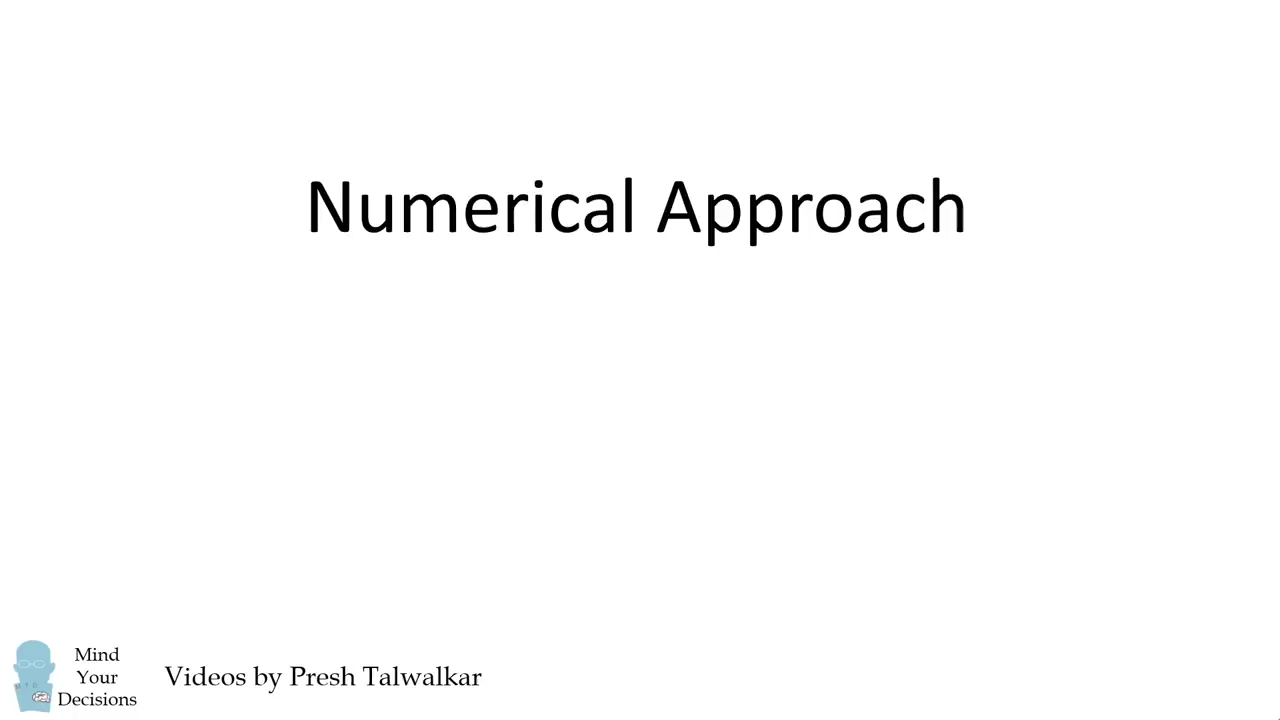 Numerical Approach
Mind
Your
Decisions
Videos by Presh Talwalkar